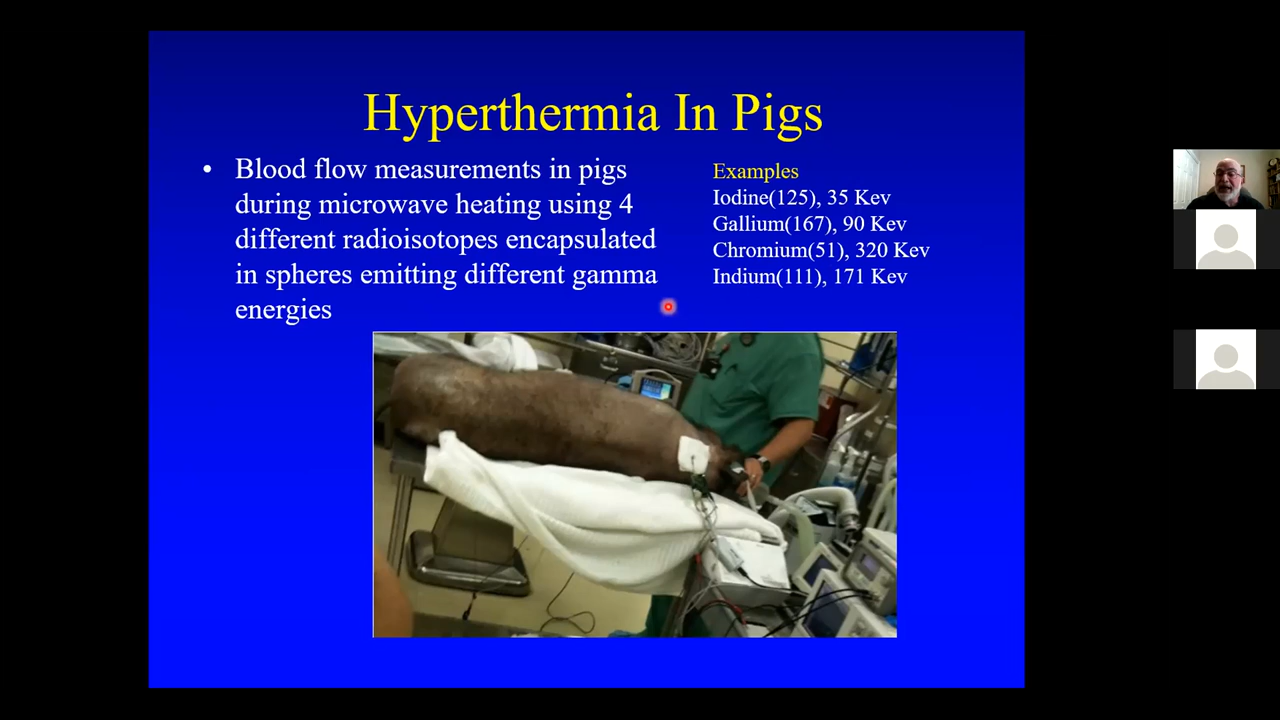 Hyperthermia In Pigs
• Blood flow measurements in pigs
during microwave heating using 4
different radioisotopes encapsulated
in spheres emitting different gamma
energies
Examples
Iodine(125), 35 Kev
Gallium(167), 90 Kev
Chromium(51), 320 Kev
Indium(111), 171 Kev